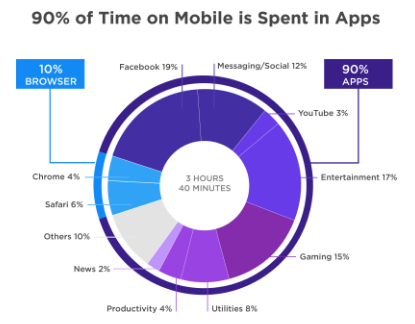 90% of Time on Mobile is Spent in Apps
10%
BROWSER
Facebook 19%
Messaging/Social 12%
90%
APPS
YouTube 3%
Chrome 4%
3 HOURS
40 MINUTES
Entertainment 17%
Safari 6%
Others 10%
Gaming 15%
News 2%
Productivity 4%
Utilities 8%